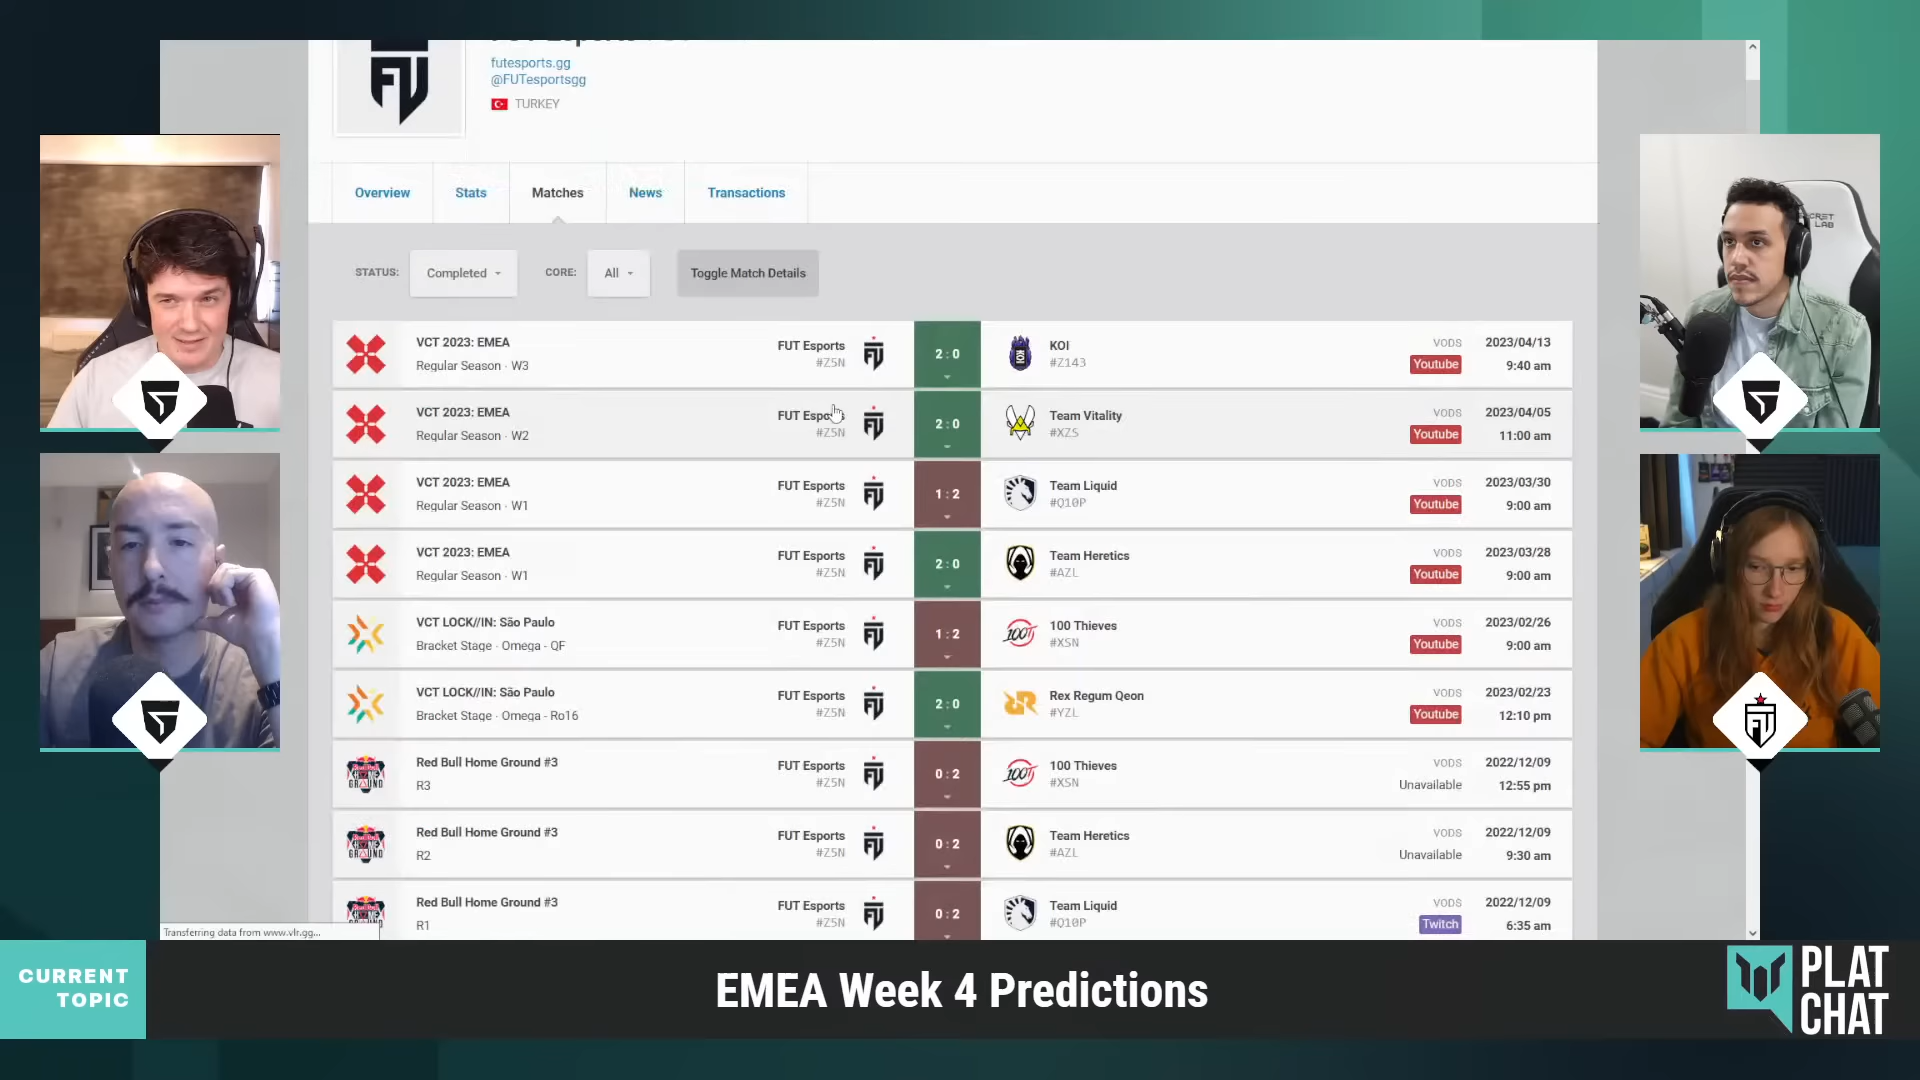 futesports.gg
@FUTesportsgg
TURKEY
Overview
Stats
Matches
News
Transactions
STATUS:
Completed
CORE:
All
Toggle Match Details
VCT 2023: EMEA
Regular Season · W3
FUT Esports
#Z5N
2:0
KOI
#Z143
VODS
Youtube
2023/04/13
9:40 am
VCT 2023: EMEA
Regular Season · W2
FUT Esports
#Z5N
2:0
Team Vitality
#XZS
VODS
Youtube
2023/04/05
11:00 am
VCT 2023: EMEA
Regular Season · W1
FUT Esports
#Z5N
1:2
Team Liquid
#Q10P
VODS
Youtube
2023/03/30
9:00 am
VCT 2023: EMEA
Regular Season · W1
FUT Esports
#Z5N
2:0
Team Heretics
#AZL
VODS
Youtube
2023/03/28
9:00 am
VCT LOCK//IN: São Paulo
Bracket Stage · Omega - QF
FUT Esports
#Z5N
1:2
100 Thieves
#XSN
VODS
Youtube
2023/02/26
9:00 am
VCT LOCK//IN: São Paulo
Bracket Stage · Omega - Ro16
FUT Esports
#Z5N
2:0
Rex Regum Qeon
#YZL
VODS
Youtube
2023/02/23
12:10 pm
Red Bull Home Ground #3
R3
FUT Esports
#Z5N
0:2
100 Thieves
#XSN
VODS
Unavailable
2022/12/09
12:55 pm
Red Bull Home Ground #3
R2
FUT Esports
#Z5N
0:2
Team Heretics
#AZL
VODS
Unavailable
2022/12/09
9:30 am
Red Bull Home Ground #3
R1
FUT Esports
#Z5N
0:2
Team Liquid
#Q10P
VODS
Twitch
2022/12/09
6:35 am
Transferring data from www.vlr.gg...
CURRENT
TOPIC
EMEA Week 4 Predictions
PLAT
CHAT